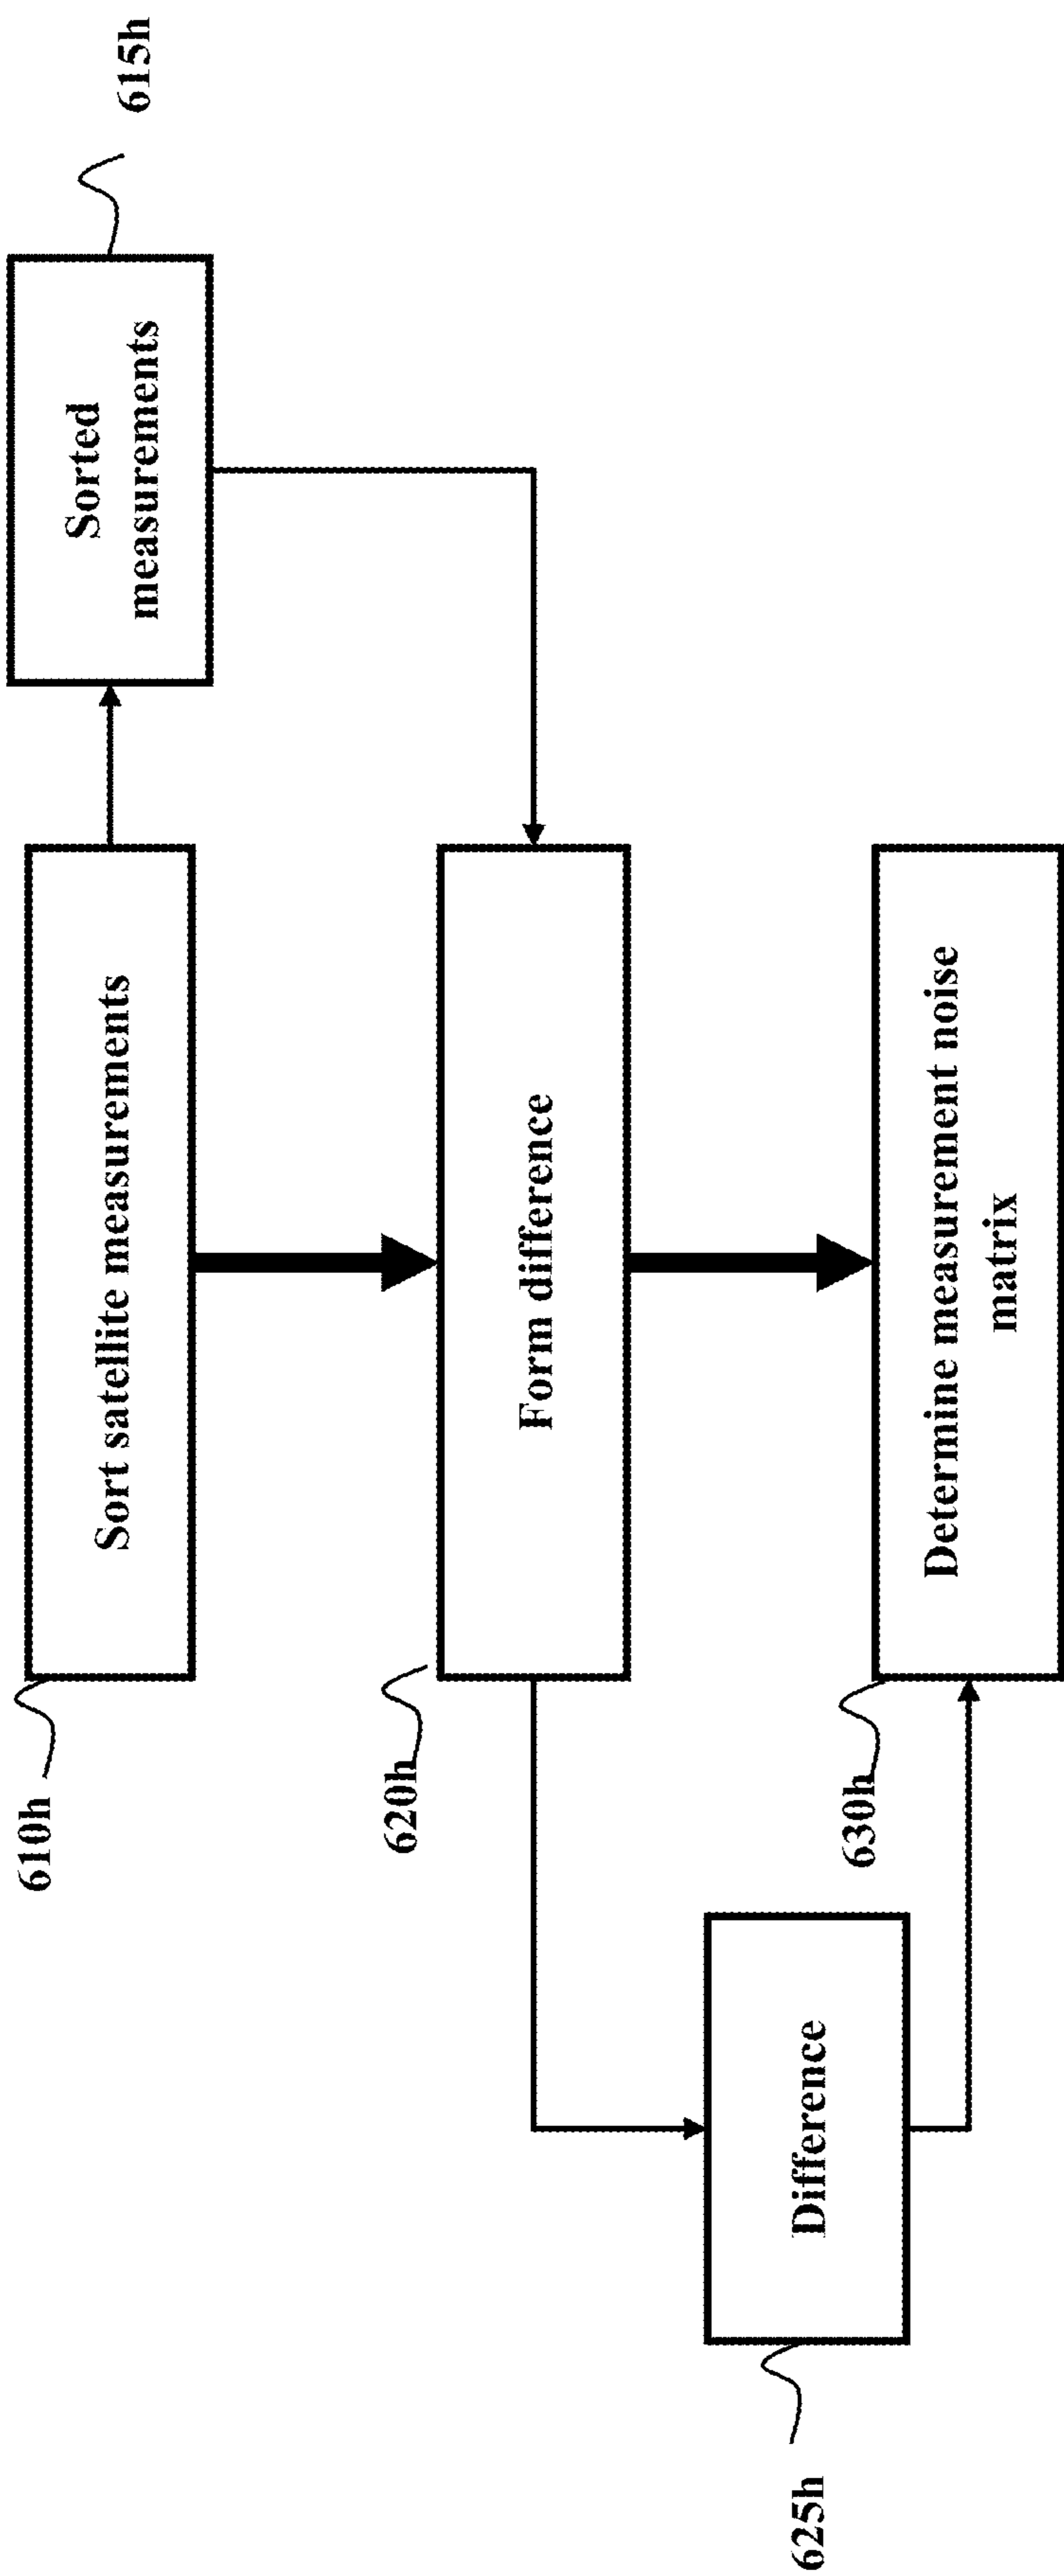 610h
Sort satellite measurements
Sorted
measurements
615h
620h
Form difference
625h
Difference
630h
Determine measurement noise
matrix